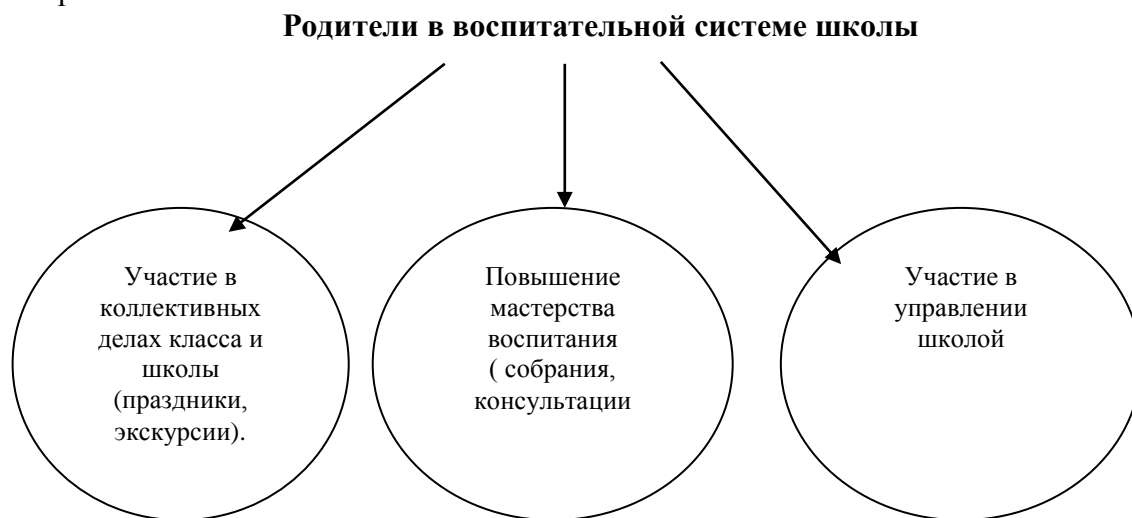 Родители в воспитательной системе школы
Участие в
коллективных
делах класса и
школы
(праздники,
экскурсии).
Повышение
мастерства
воспитания
( собрания,
консультации
Участие в
управлении
школой